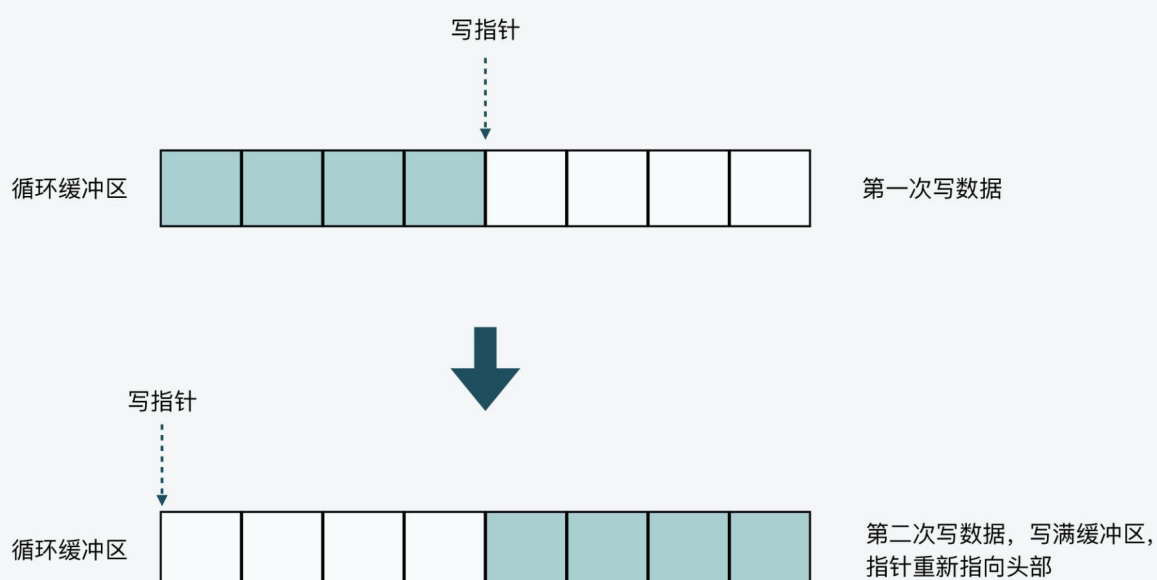 写指针
循环缓冲区
第一次写数据
写指针
循环缓冲区
第二次写数据，写满缓冲区，
指针重新指向头部